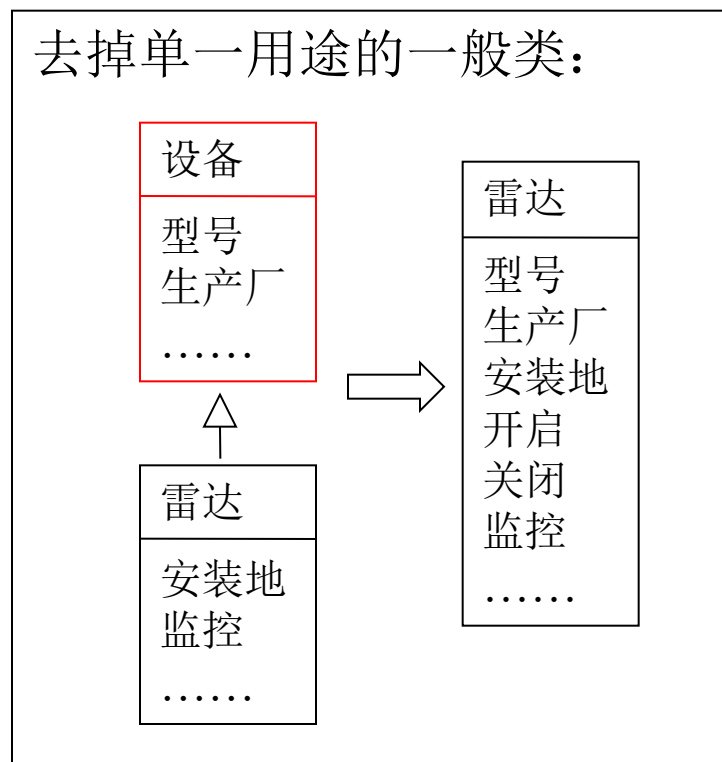 去掉单一用途的一般类：
设备
型号
生产厂
……
雷达
安装地
监控
……
雷达
型号
生产厂
安装地
开启
关闭
监控
……